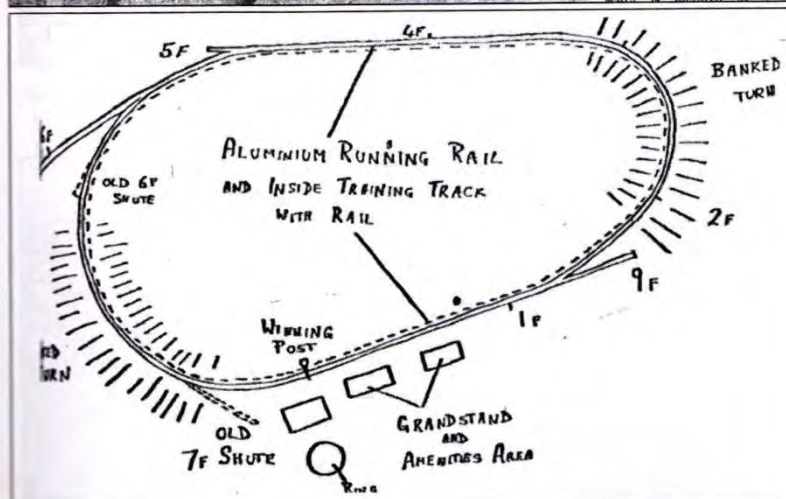 4F.
5F
BANKED
TURN
ALUMINIUM RUNNING RAIL
AND INSIDE TRAINING TRACK
WITH RAIL
OLD 6F
SHUTE
2F
9F
1F
WINNING
POST
OLD
7F SHUTE
GRANDSTAND
AND
AMENITIES AREA